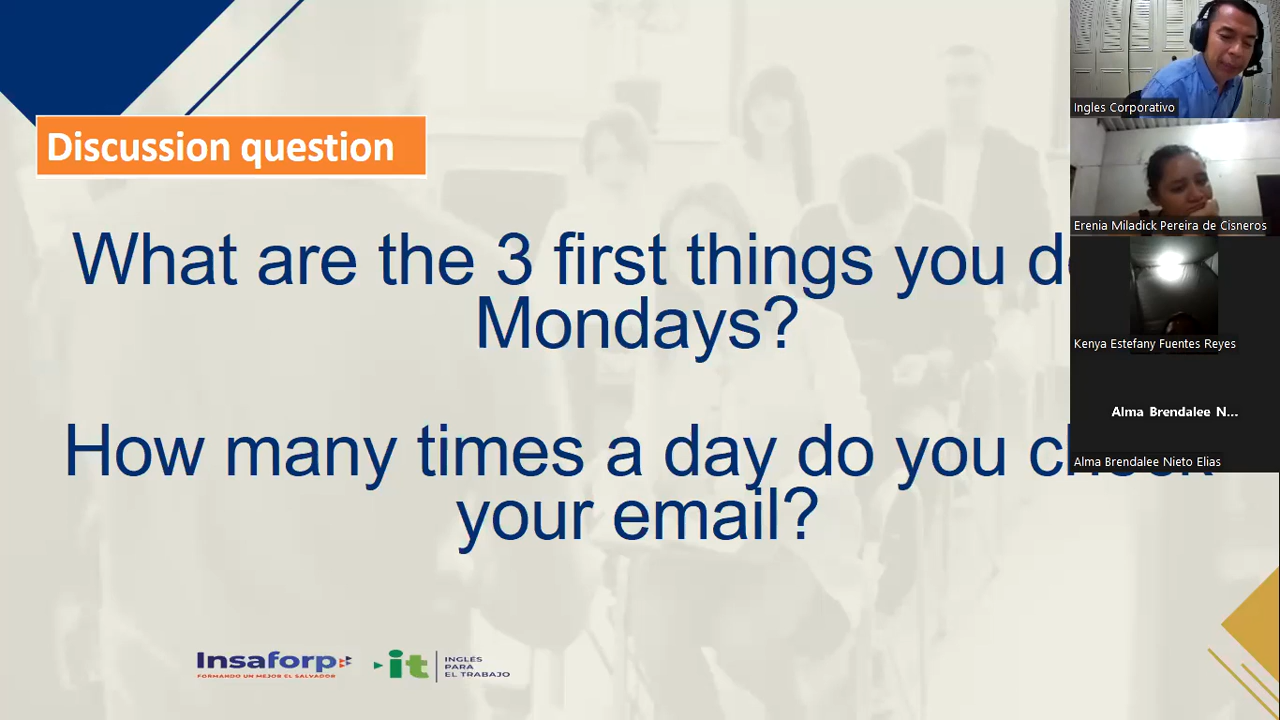 Discussion question
What are the 3 first things you
Mondays?
How many times a day do you
your email?
Insaforp
FORMANDO UN MEJOR EL SALVADOR
it
INGLÉS
PARA
EL TRABAJO
Ingles Corporativo
Erenia Miladick Pereira de Cisneros
Kenya Estefany Fuentes Reyes
Alma Brendalee N...
Alma Brendalee Nieto Elias